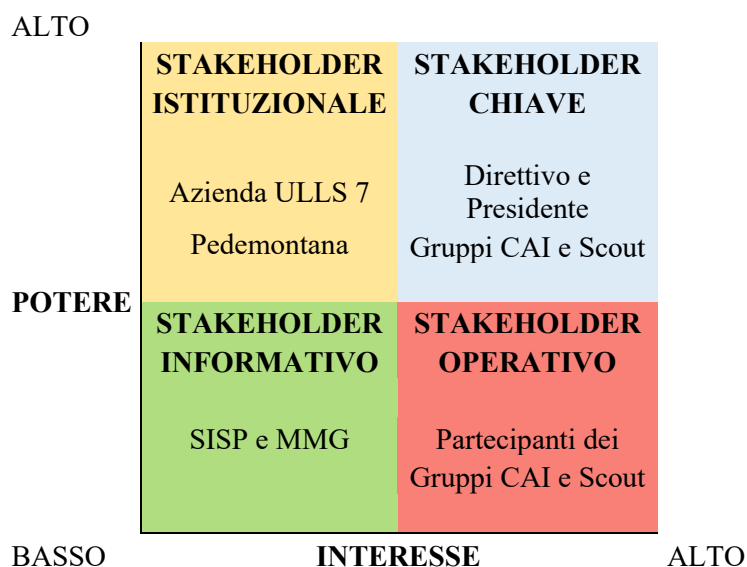 ALTO
STAKEHOLDER
ISTITUZIONALE
Azienda ULLS 7
Pedemontana
STAKEHOLDER
CHIAVE
Direttivo e
Presidente
Gruppi CAI e Scout
POTERE
STAKEHOLDER
INFORMATIVO
SISP e MMG
STAKEHOLDER
OPERATIVO
Partecipanti dei
Gruppi CAI e Scout
BASSO
INTERESSE
ALTO